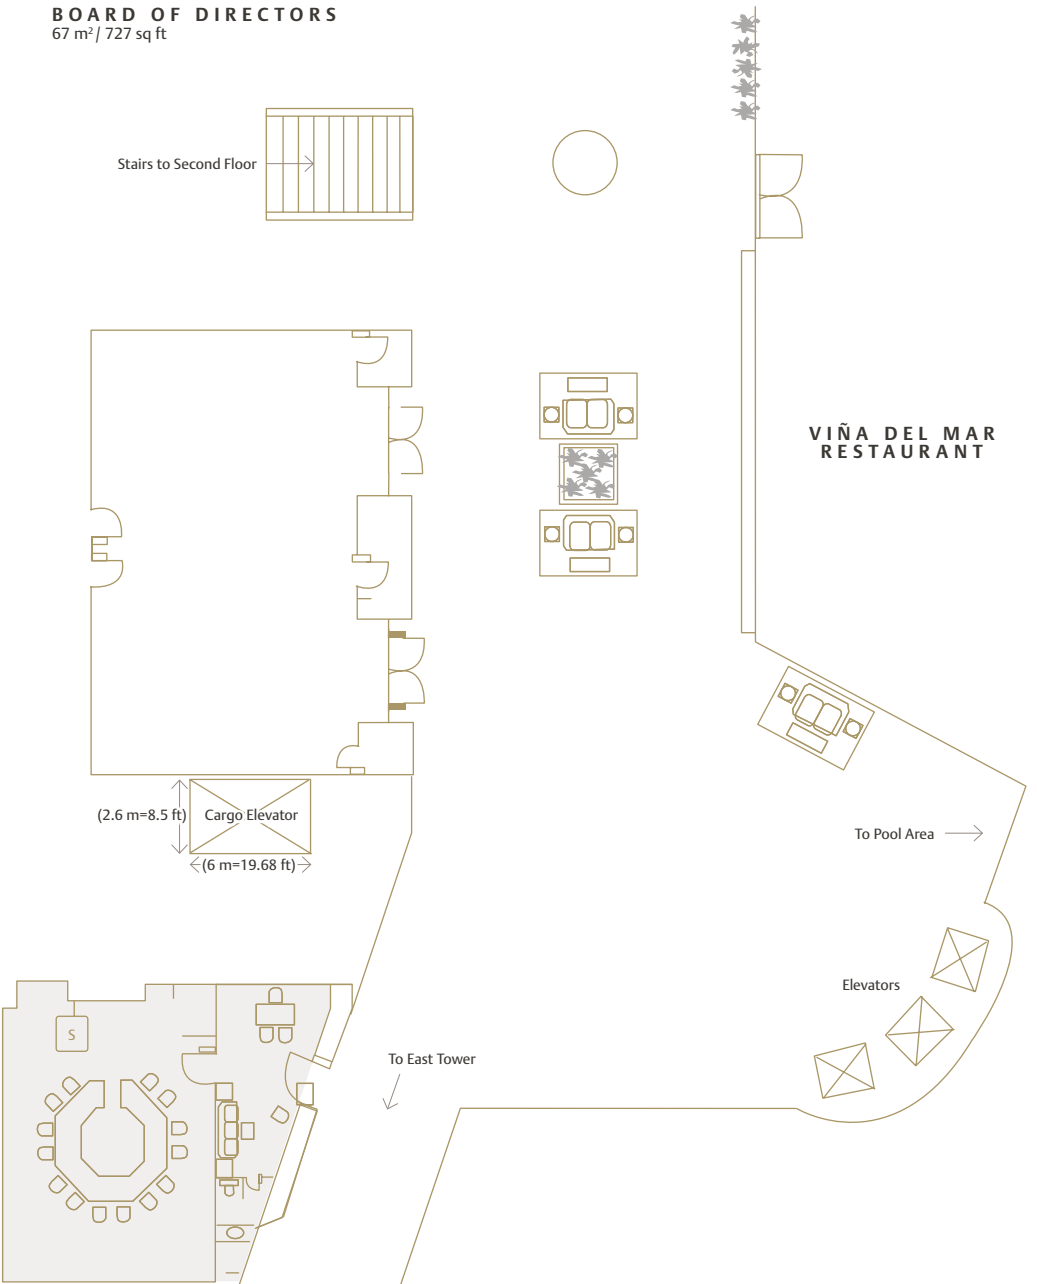 BOARD OF DIRECTORS
67 m²/ 727 sq ft
Stairs to Second Floor
VIÑA DEL MAR
RESTAURANT
(2.6 m=8.5 ft)
Cargo Elevator
(6 m=19.68 ft)
To Pool Area
Elevators
S
To East Tower